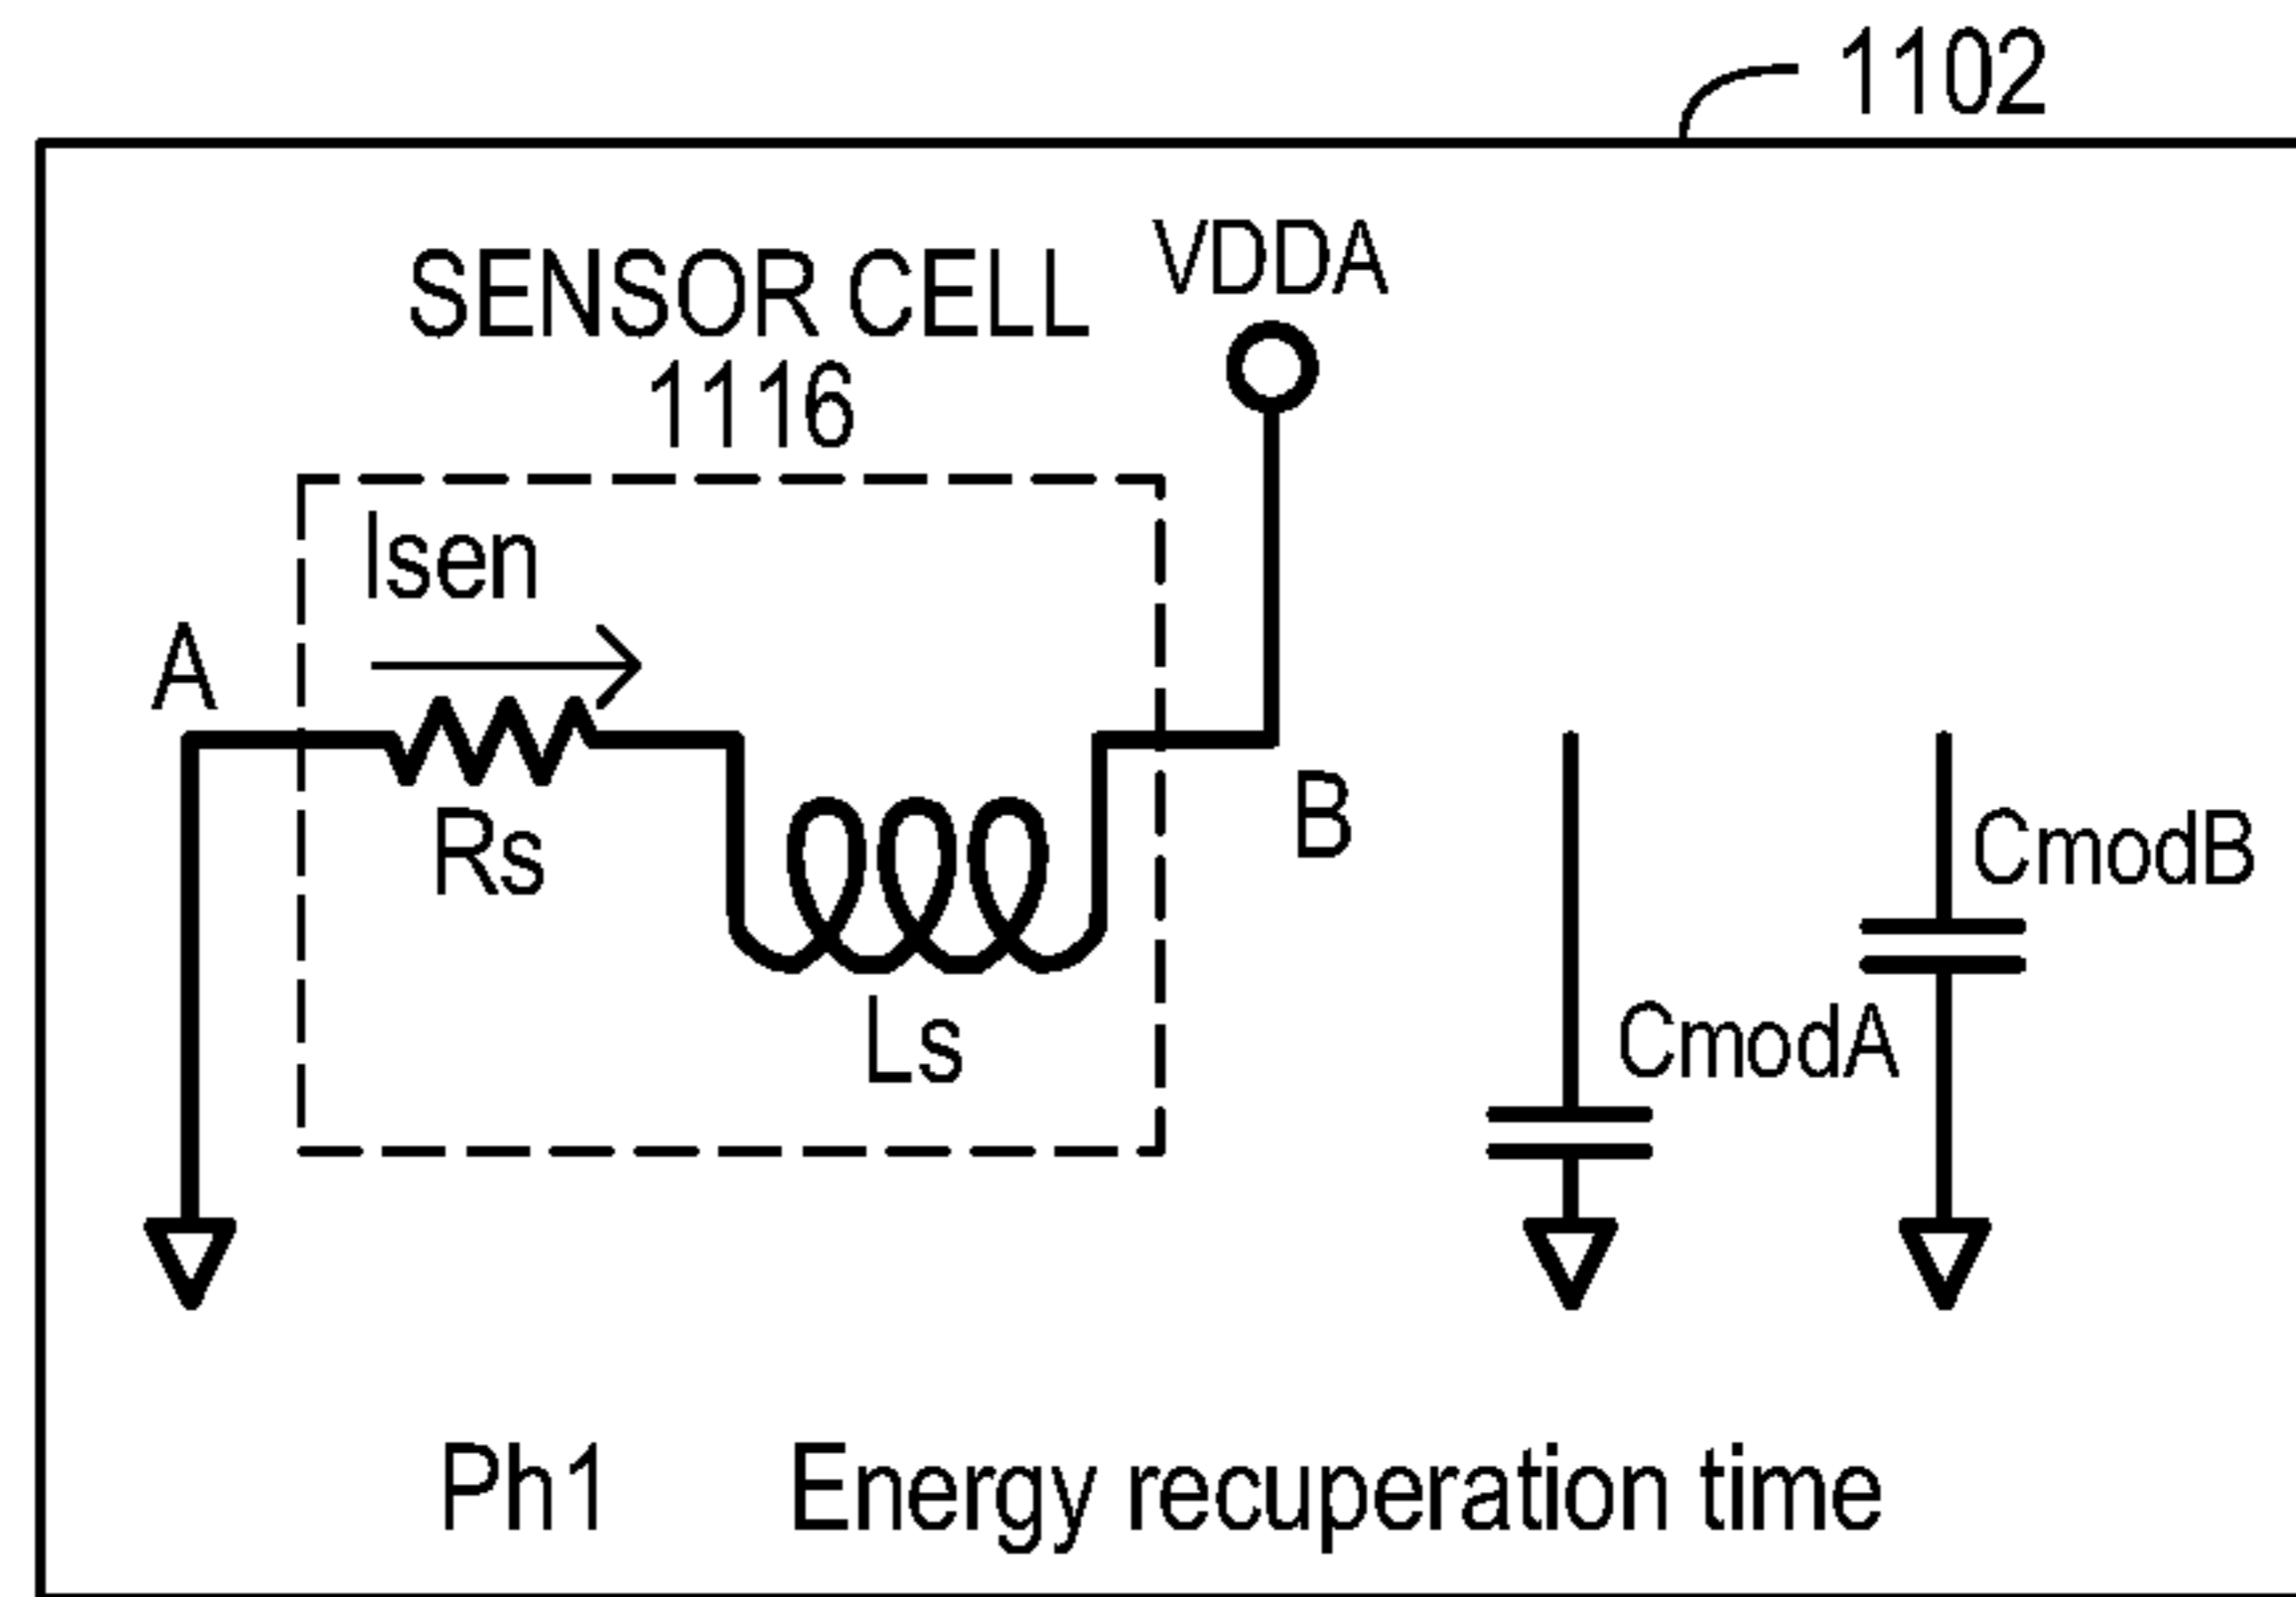 1102
VDDA
SENSOR CELL
1116
Isen
A
Rs
B
CmodB
Ls
CmodA
Ph1 Energy recuperation time